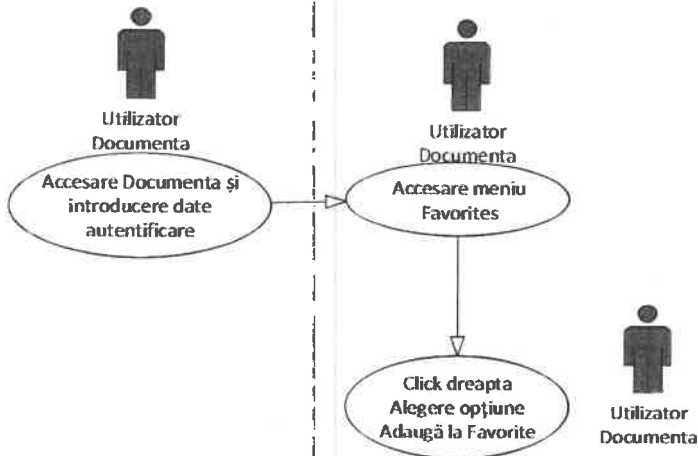 Utilizator
Documenta
Accesare Documenta și
introducere date
autentificare
Utilizator
Documenta
Accesare meniu
Favorites
Click dreapta
Alegere opțiune
Adaugă la Favorite
Utilizator
Documenta